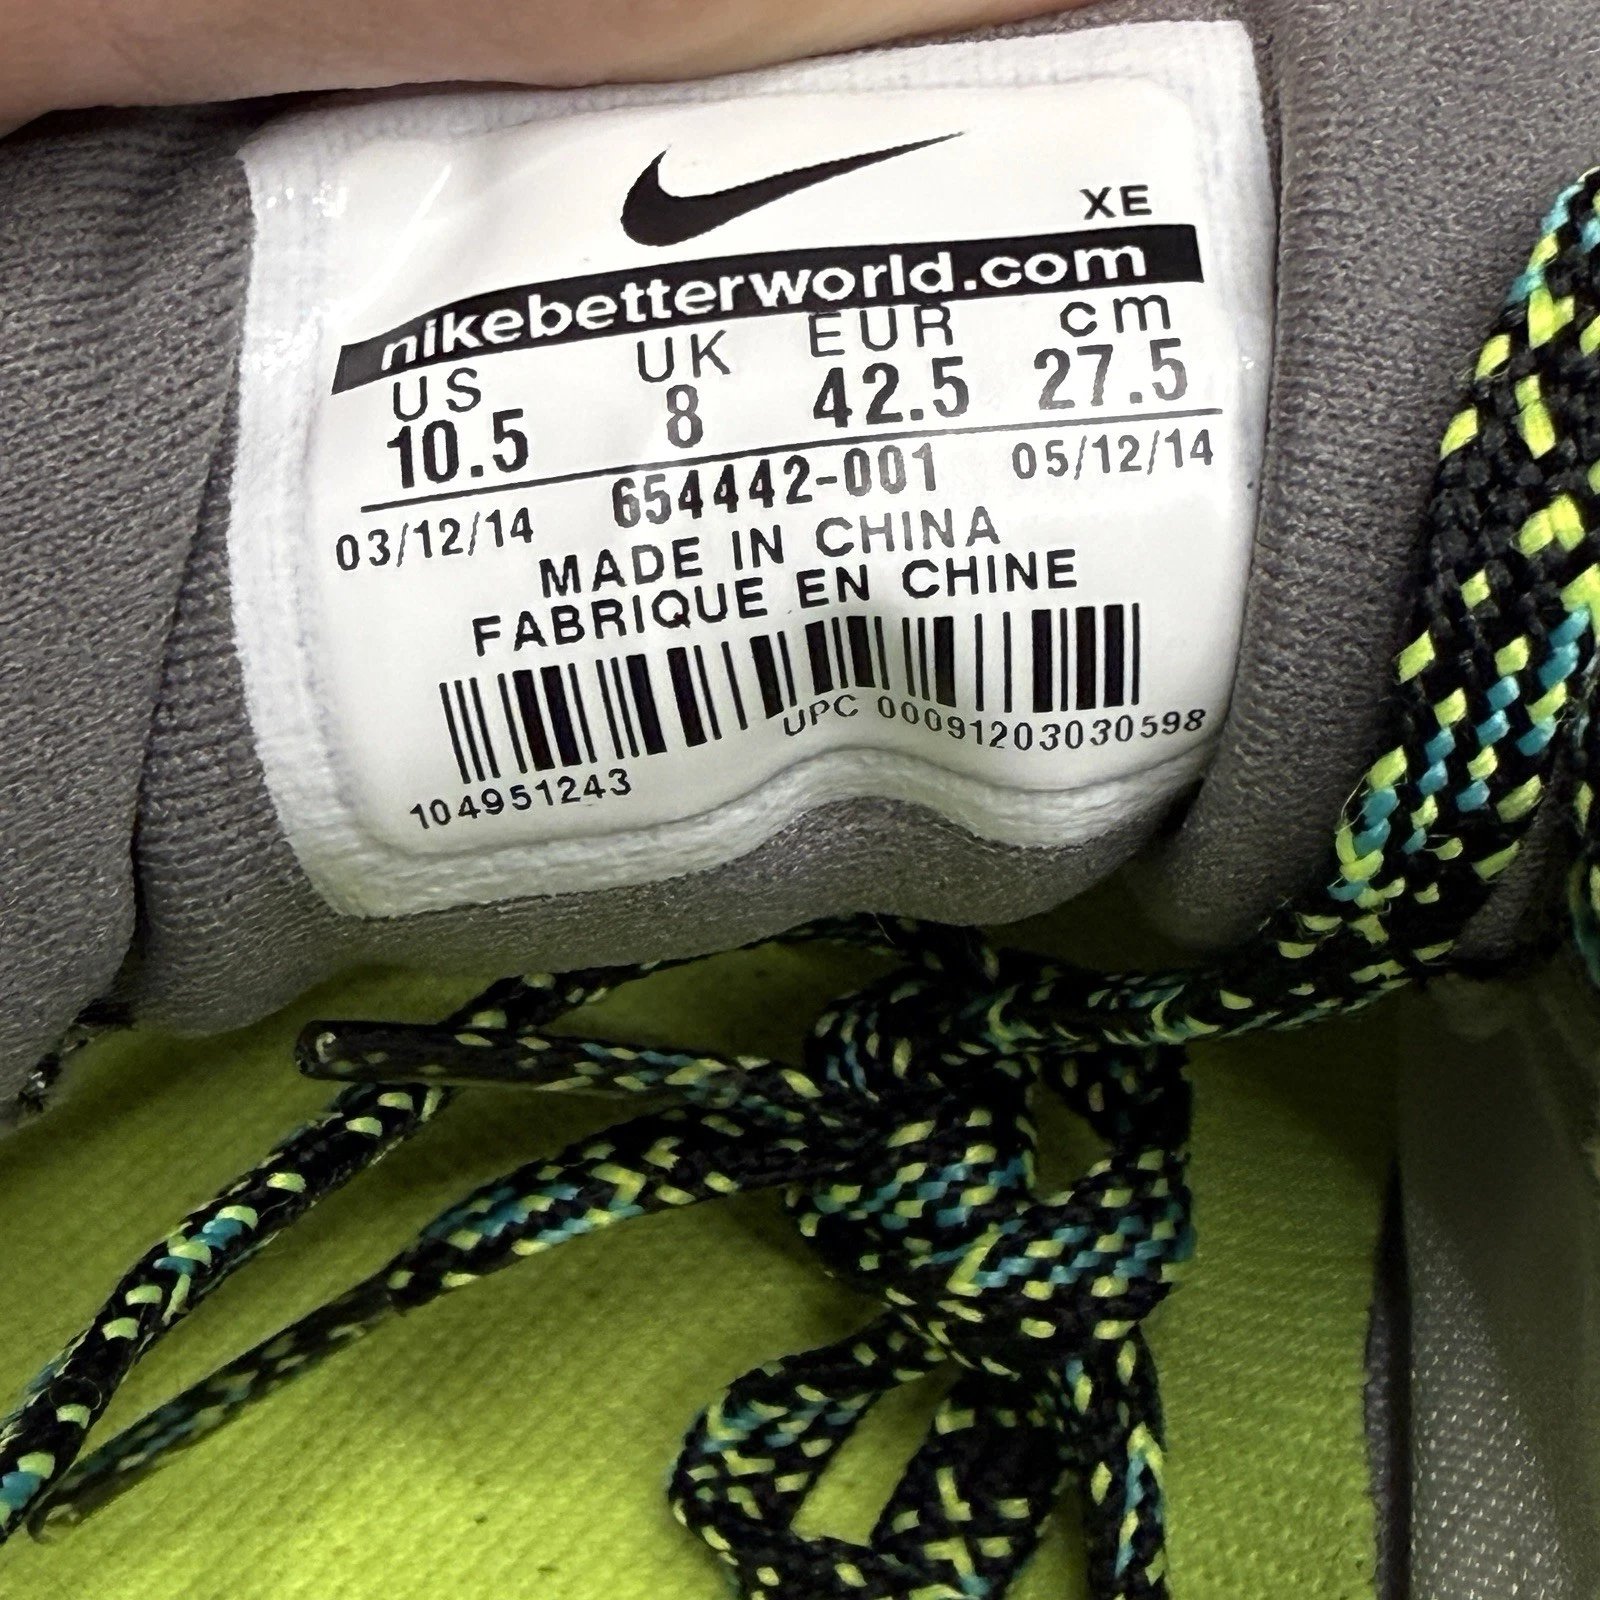 XE
nikebetterworld.com
US UK EUR cm
10.5 8 42.5 27.5
03/12/14 654442-001 05/12/14
MADE IN CHINA
FABRIQUE EN CHINE
UPC 00091203030598
104951243